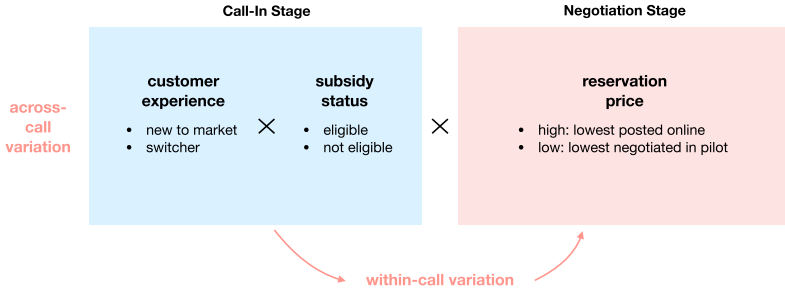 Call-In Stage
Negotiation Stage
across-
call
variation
customer
experience
• new to market
• switcher
×
subsidy
status
• eligible
• not eligible
×
reservation
price
• high: lowest posted online
• low: lowest negotiated in pilot
within-call variation